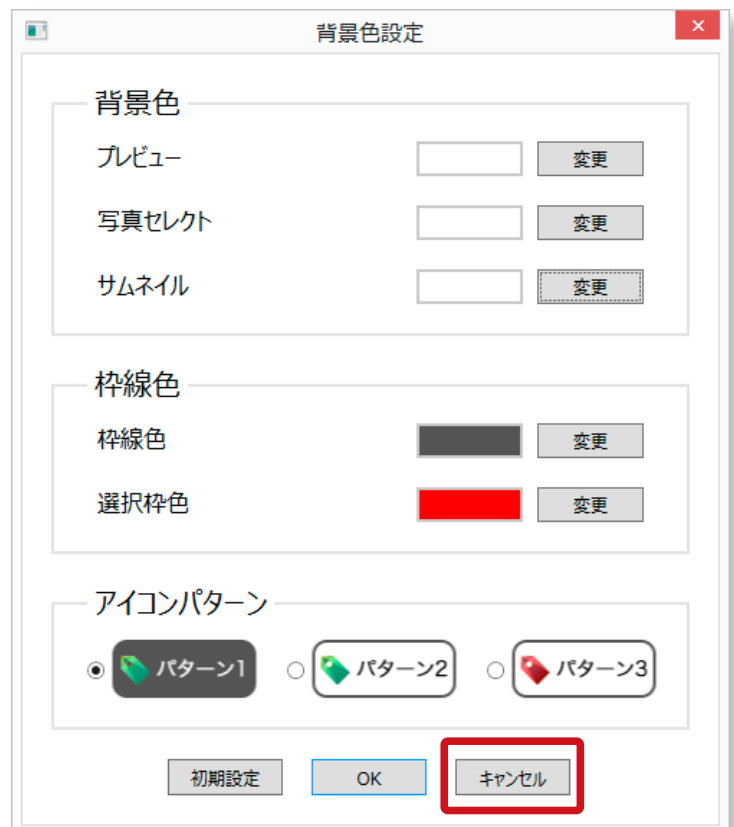 背景色設定
背景色
プレビュー 変更
写真セレクト 変更
サムネイル 変更
枠線色
枠線色 変更
選択枠色 変更
アイコンパターン
パターン1 パターン2 パターン3
初期設定 OK キャンセル